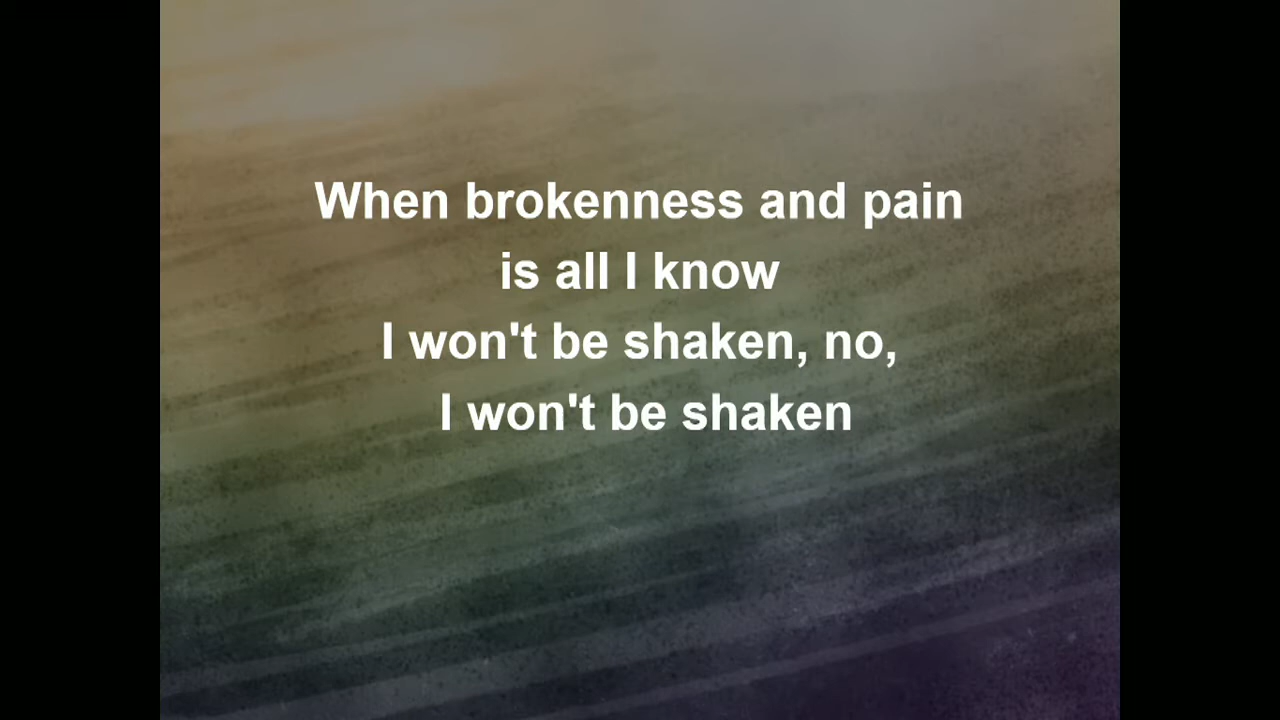 When brokenness and pain
is all I know
I won't be shaken, no,
I won't be shaken